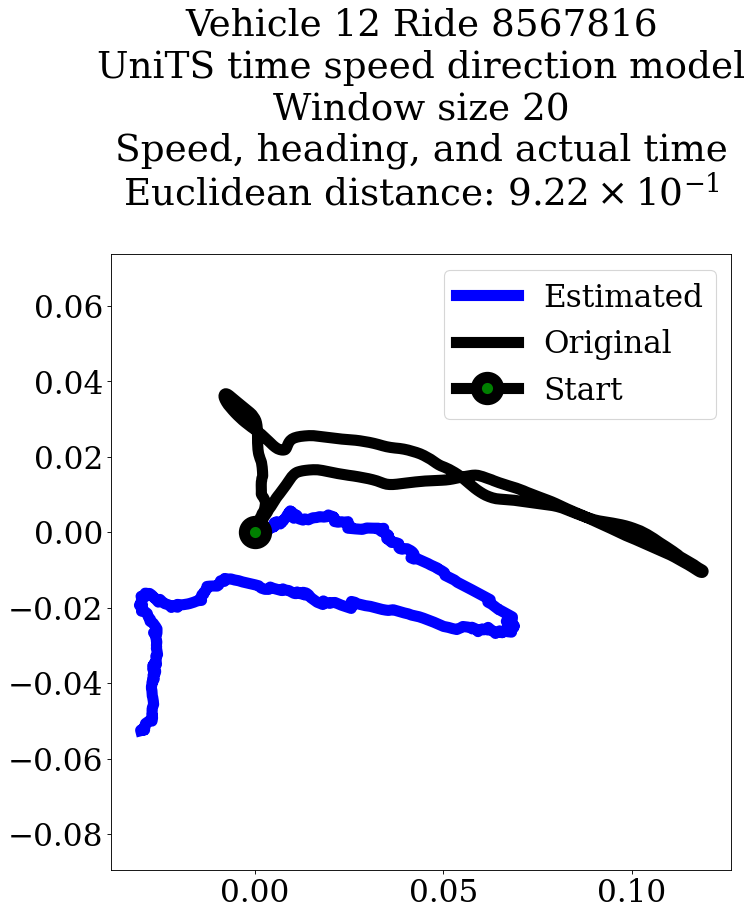 Vehicle 12 Ride 8567816
UniTS time speed direction model
Window size 20
Speed, heading, and actual time
Euclidean distance: 9.22 × 10⁻¹
Estimated
Original
Start
0.06
0.04
0.02
0.00
−0.02
−0.04
−0.06
−0.08
0.00 0.05 0.10